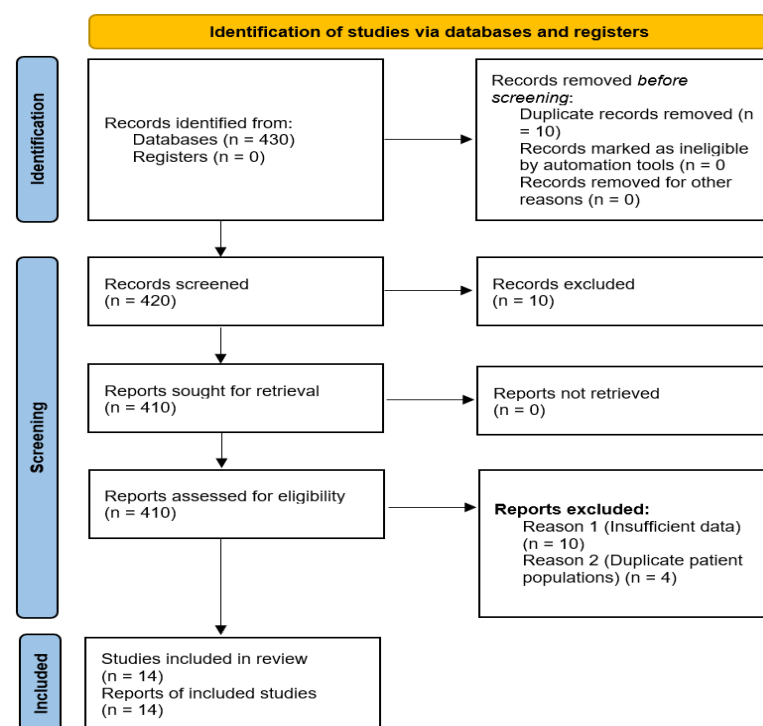 Identification of studies via databases and registers
Identification
Records identified from:
Databases (n = 430)
Registers (n = 0)
Records removed before
screening:
Duplicate records removed (n
= 10)
Records marked as ineligible
by automation tools (n = 0
Records removed for other
reasons (n = 0)
Screening
Records screened
(n = 420)
Records excluded
(n = 10)
Reports sought for retrieval
(n = 410)
Reports not retrieved
(n = 0)
Reports assessed for eligibility
(n = 410)
Reports excluded:
Reason 1 (Insufficient data)
(n = 10)
Reason 2 (Duplicate patient
populations) (n = 4)
Included
Studies included in review
(n = 14)
Reports of included studies
(n = 14)